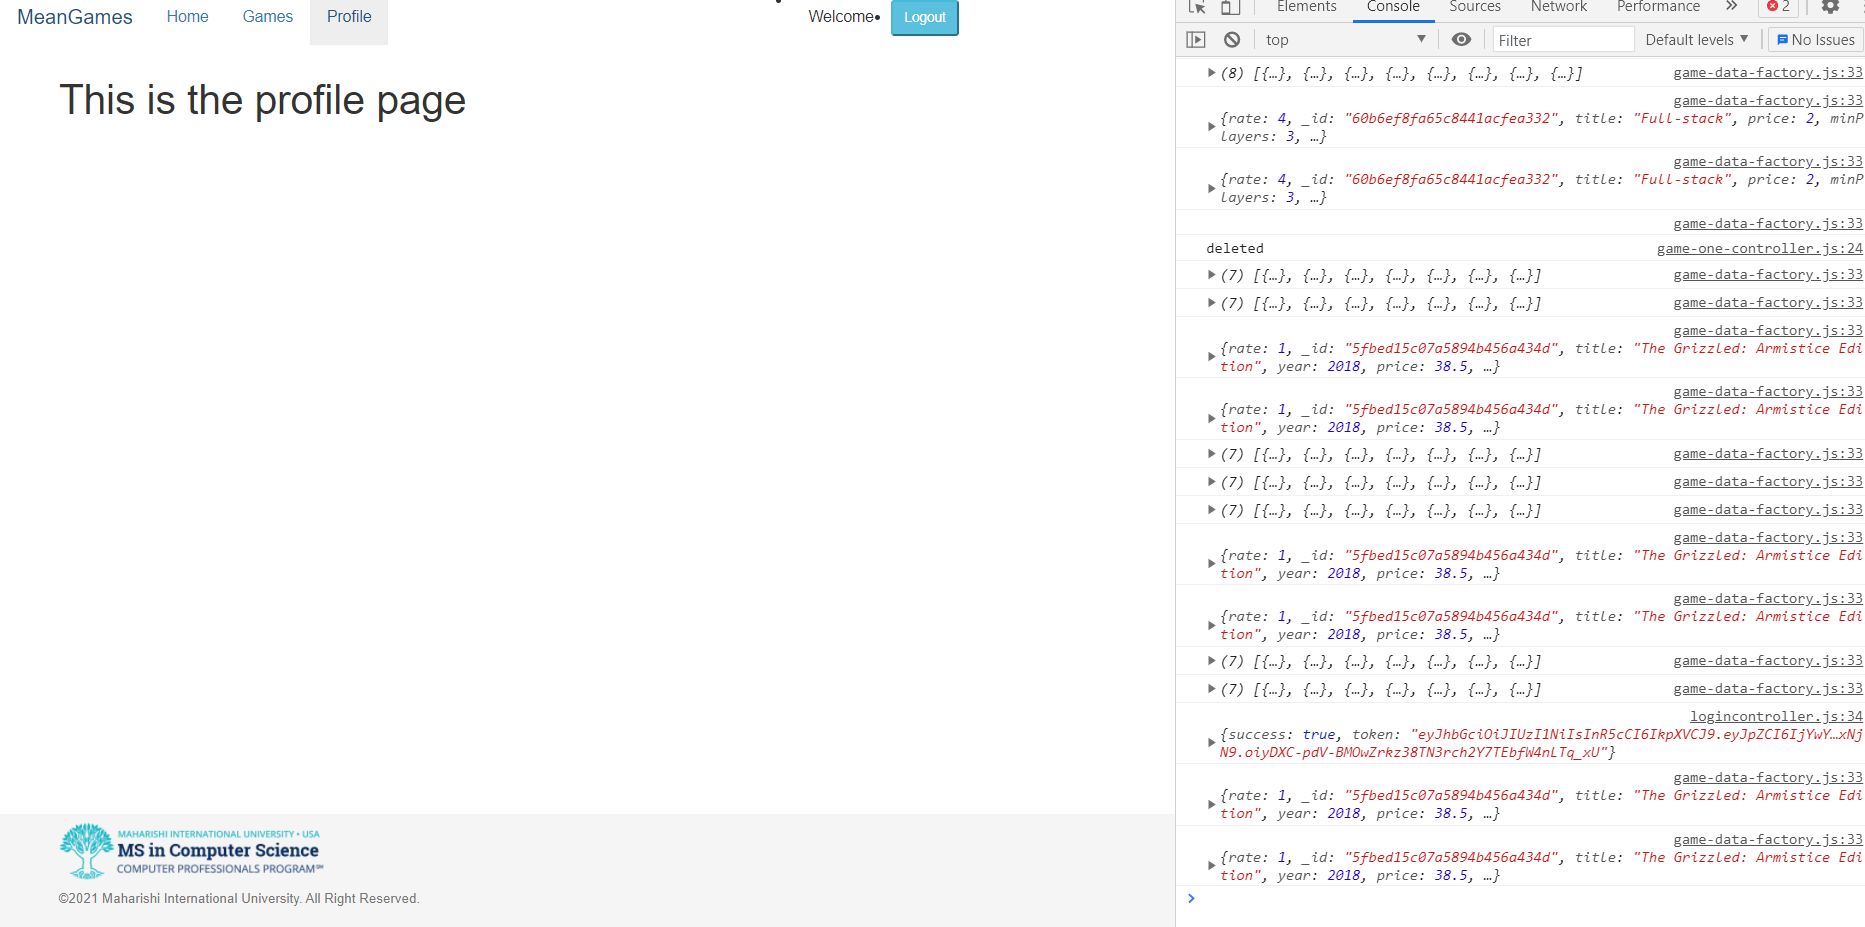 MeanGames Home Games Profile Welcome Logout
This is the profile page
MAHARISHI INTERNATIONAL UNIVERSITY • USA
MS in Computer Science
COMPUTER PROFESSIONALS PROGRAM℠
©2021 Maharishi International University. All Right Reserved.
Elements Console Sources Network Performance » 2
top Filter Default levels ▼ No Issues
(8) [{…}, {…}, {…}, {…}, {…}, {…}, {…}, {…}] game-data-factory.js:33
game-data-factory.js:33
{rate: 4, _id: "60b6ef8fa65c8441acfea332", title: "Full-stack", price: 2, minP
layers: 3, …}
game-data-factory.js:33
{rate: 4, _id: "60b6ef8fa65c8441acfea332", title: "Full-stack", price: 2, minP
layers: 3, …}
game-data-factory.js:33
deleted game-one-controller.js:24
(7) [{…}, {…}, {…}, {…}, {…}, {…}, {…}] game-data-factory.js:33
(7) [{…}, {…}, {…}, {…}, {…}, {…}, {…}] game-data-factory.js:33
game-data-factory.js:33
{rate: 1, _id: "5fbed15c07a5894b456a434d", title: "The Grizzled: Armistice Edi
tion", year: 2018, price: 38.5, …}
game-data-factory.js:33
{rate: 1, _id: "5fbed15c07a5894b456a434d", title: "The Grizzled: Armistice Edi
tion", year: 2018, price: 38.5, …}
(7) [{…}, {…}, {…}, {…}, {…}, {…}, {…}] game-data-factory.js:33
(7) [{…}, {…}, {…}, {…}, {…}, {…}, {…}] game-data-factory.js:33
(7) [{…}, {…}, {…}, {…}, {…}, {…}, {…}] game-data-factory.js:33
game-data-factory.js:33
{rate: 1, _id: "5fbed15c07a5894b456a434d", title: "The Grizzled: Armistice Edi
tion", year: 2018, price: 38.5, …}
game-data-factory.js:33
{rate: 1, _id: "5fbed15c07a5894b456a434d", title: "The Grizzled: Armistice Edi
tion", year: 2018, price: 38.5, …}
(7) [{…}, {…}, {…}, {…}, {…}, {…}, {…}] game-data-factory.js:33
(7) [{…}, {…}, {…}, {…}, {…}, {…}, {…}] game-data-factory.js:33
logincontroller.js:34
{success: true, token: "eyJhbGciOiJIUzI1NiIsInR5cCI6IkpXVCJ9.eyJpZCI6IjYwY…xNj
N9.oiyDXC-pdV-BMOwZrkz38TN3rch2Y7TEbfW4nLTq_xU"}
game-data-factory.js:33
{rate: 1, _id: "5fbed15c07a5894b456a434d", title: "The Grizzled: Armistice Edi
tion", year: 2018, price: 38.5, …}
game-data-factory.js:33
{rate: 1, _id: "5fbed15c07a5894b456a434d", title: "The Grizzled: Armistice Edi
tion", year: 2018, price: 38.5, …}